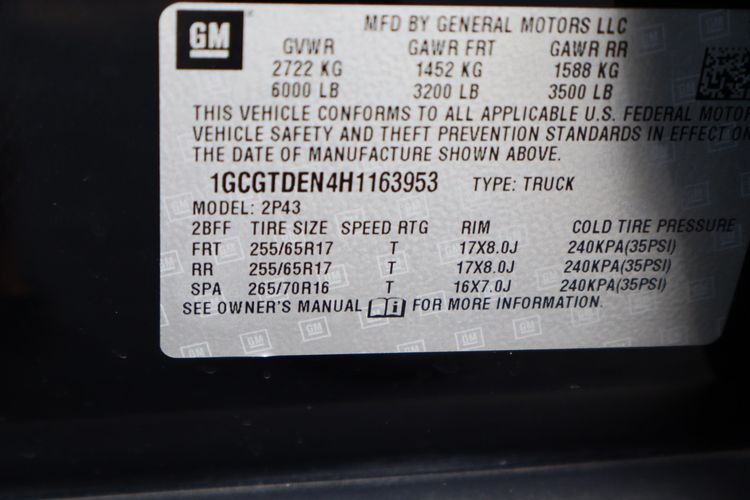 GM
MFD BY GENERAL MOTORS LLC
GVWR GAWR FRT GAWR RR
2722 KG 1452 KG 1588 KG
6000 LB 3200 LB 3500 LB
THIS VEHICLE CONFORMS TO ALL APPLICABLE U.S. FEDERAL MOTOR
VEHICLE SAFETY AND THEFT PREVENTION STANDARDS IN EFFECT ON
THE DATE OF MANUFACTURE SHOWN ABOVE.
1GCGTDEN4H1163953 TYPE: TRUCK
MODEL: 2P43
2BFF TIRE SIZE SPEED RTG RIM COLD TIRE PRESSURE
FRT 255/65R17 T 17X8.0J 240KPA(35PSI)
RR 255/65R17 T 17X8.0J 240KPA(35PSI)
SPA 265/70R16 T 16X7.0J 240KPA(35PSI)
SEE OWNER'S MANUAL FOR MORE INFORMATION.